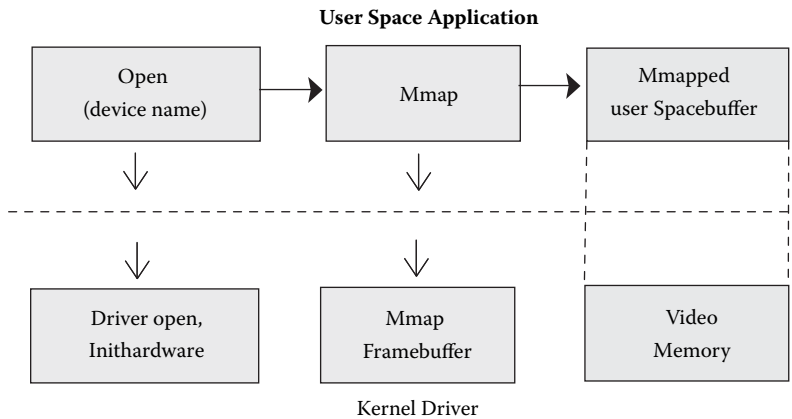 User Space Application
Open
(device name)
Mmap
Mmapped
user Spacebuffer
Driver open,
Inithardware
Mmap
Framebuffer
Video
Memory
Kernel Driver